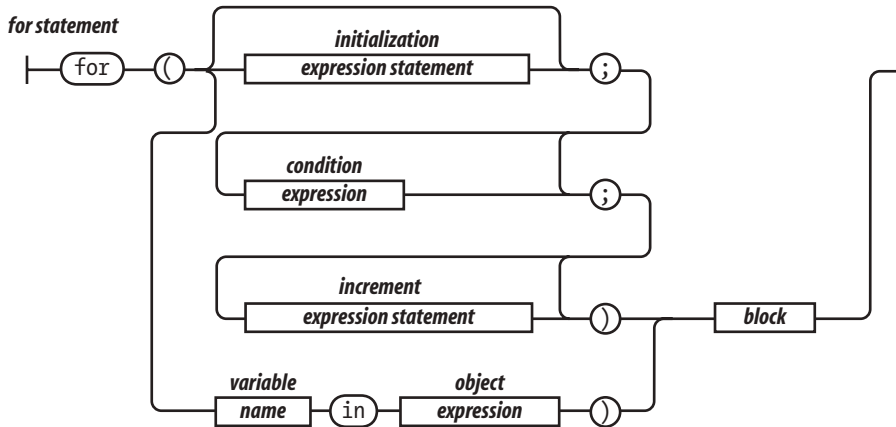 for statement
initialization
for ( expression statement ;
condition
expression ;
increment
expression statement ) block
variable object
name in expression )